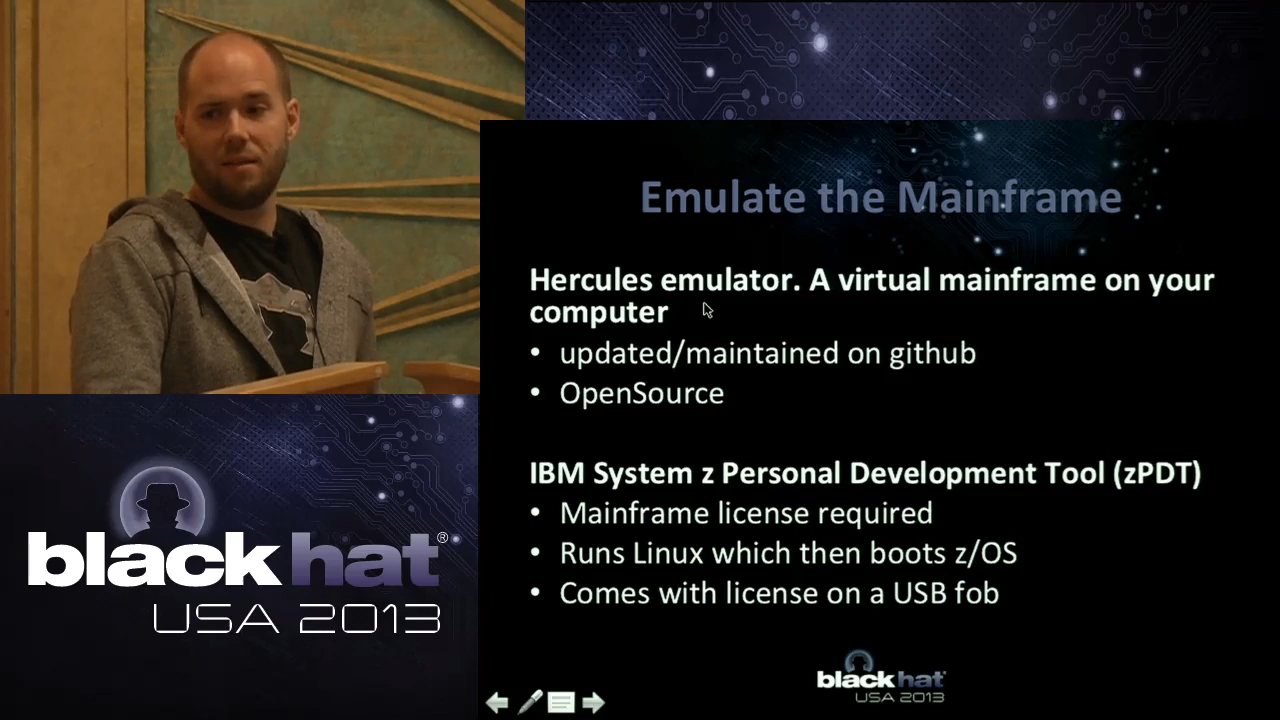 Emulate the Mainframe
Hercules emulator. A virtual mainframe on your
computer
• updated/maintained on github
• OpenSource
IBM System z Personal Development Tool (zPDT)
• Mainframe license required
• Runs Linux which then boots z/OS
• Comes with license on a USB fob
black hat®
USA 2013
black hat
USA 2013